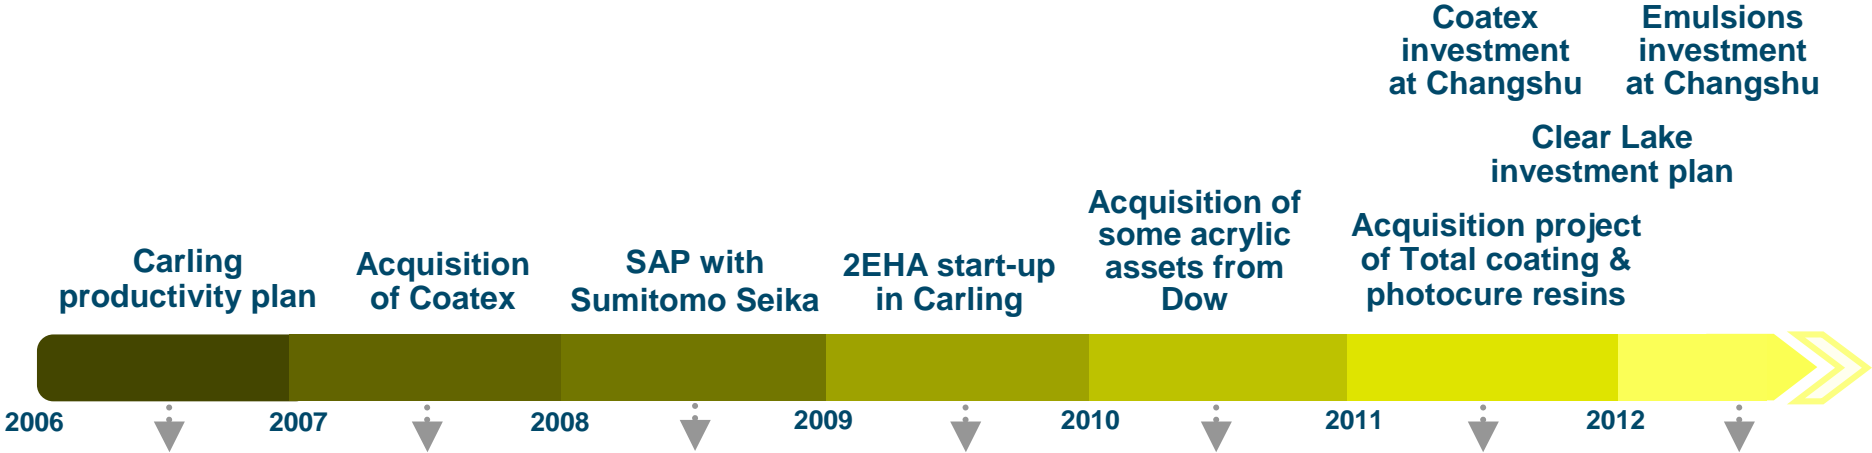 Coatex
investment
at Changshu
Emulsions
investment
at Changshu
Clear Lake
investment plan
Carling
productivity plan
Acquisition
of Coatex
SAP with
Sumitomo Seika
2EHA start-up
in Carling
Acquisition of
some acrylic
assets from
Dow
Acquisition project
of Total coating &
photocure resins
2006
2007
2008
2009
2010
2011
2012